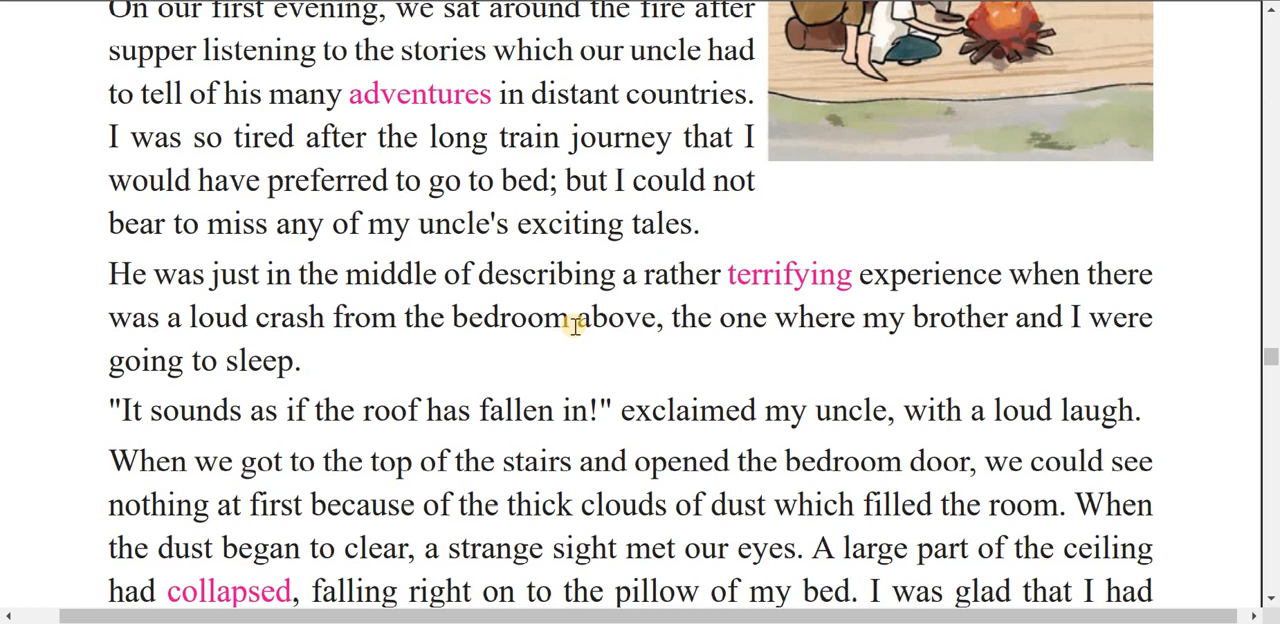 On our first evening, we sat around the fire after
supper listening to the stories which our uncle had
to tell of his many adventures in distant countries.
I was so tired after the long train journey that I
would have preferred to go to bed; but I could not
bear to miss any of my uncle's exciting tales.
He was just in the middle of describing a rather terrifying experience when there
was a loud crash from the bedroom above, the one where my brother and I were
going to sleep.
"It sounds as if the roof has fallen in!" exclaimed my uncle, with a loud laugh.
When we got to the top of the stairs and opened the bedroom door, we could see
nothing at first because of the thick clouds of dust which filled the room. When
the dust began to clear, a strange sight met our eyes. A large part of the ceiling
had collapsed, falling right on to the pillow of my bed. I was glad that I had